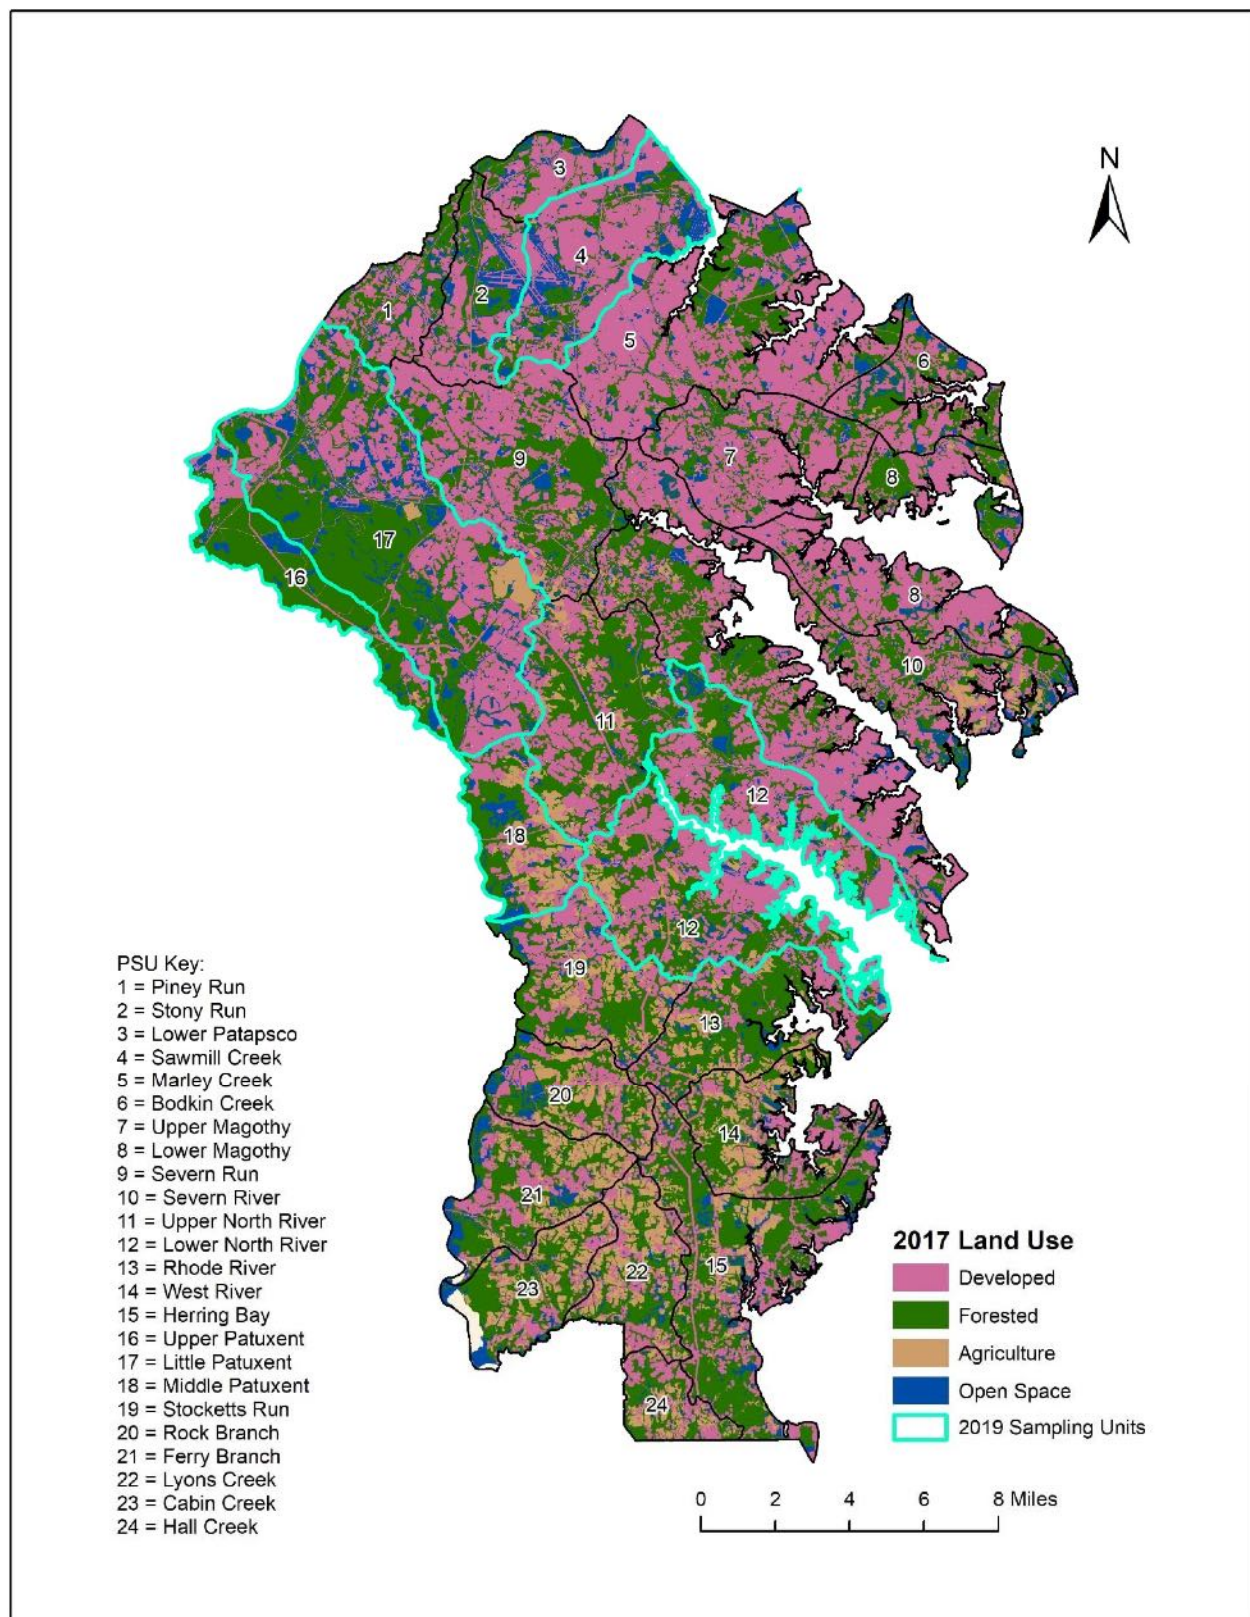 N
3
4
2
1
5
6
9
7
8
17
16
8
10
11
12
18
12
19
13
20
14
21
15
22
23
24
PSU Key:
1 = Piney Run
2 = Stony Run
3 = Lower Patapsco
4 = Sawmill Creek
5 = Marley Creek
6 = Bodkin Creek
7 = Upper Magothy
8 = Lower Magothy
9 = Severn Run
10 = Severn River
11 = Upper North River
12 = Lower North River
13 = Rhode River
14 = West River
15 = Herring Bay
16 = Upper Patuxent
17 = Little Patuxent
18 = Middle Patuxent
19 = Stocketts Run
20 = Rock Branch
21 = Ferry Branch
22 = Lyons Creek
23 = Cabin Creek
24 = Hall Creek
2017 Land Use
Developed
Forested
Agriculture
Open Space
2019 Sampling Units
0 2 4 6 8 Miles